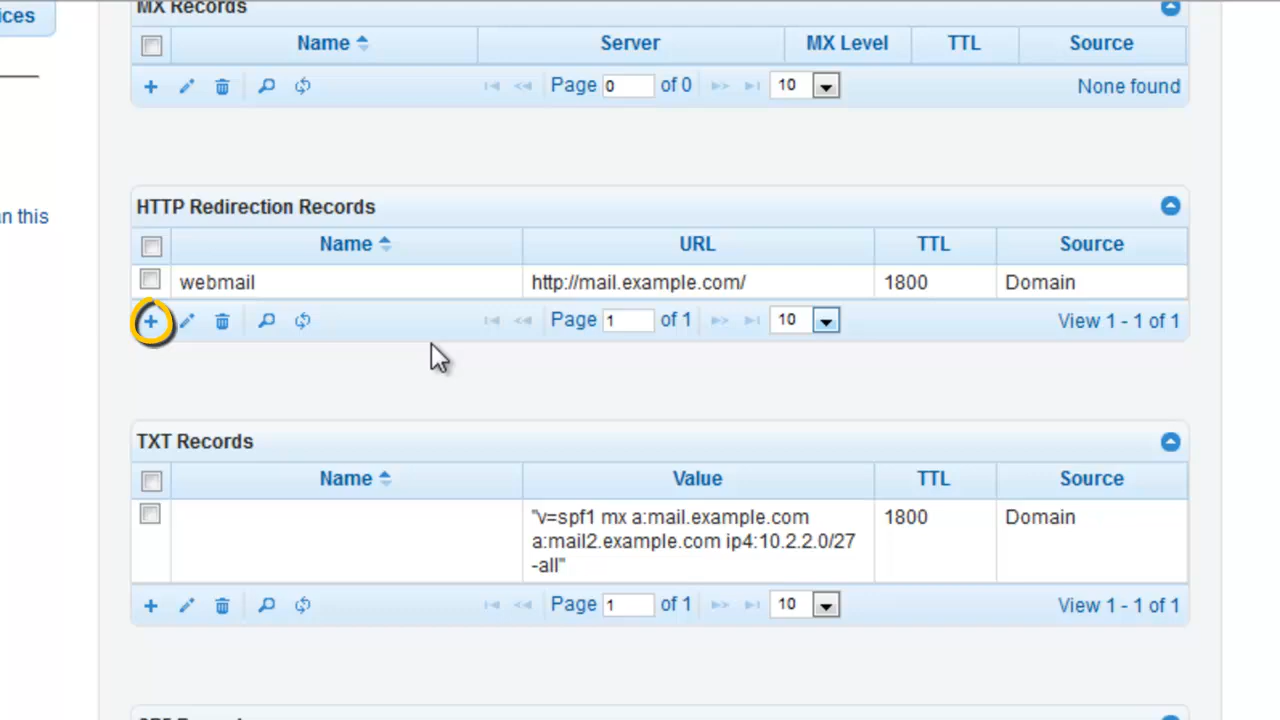 ices
MX Records
Name Server MX Level TTL Source
Page 0 of 0 10 None found
an this
HTTP Redirection Records
Name URL TTL Source
webmail http://mail.example.com/ 1800 Domain
Page 1 of 1 10 View 1 - 1 of 1
TXT Records
Name Value TTL Source
"v=spf1 mx a:mail.example.com 1800 Domain
a:mail2.example.com ip4:10.2.2.0/27
-all"
Page 1 of 1 10 View 1 - 1 of 1